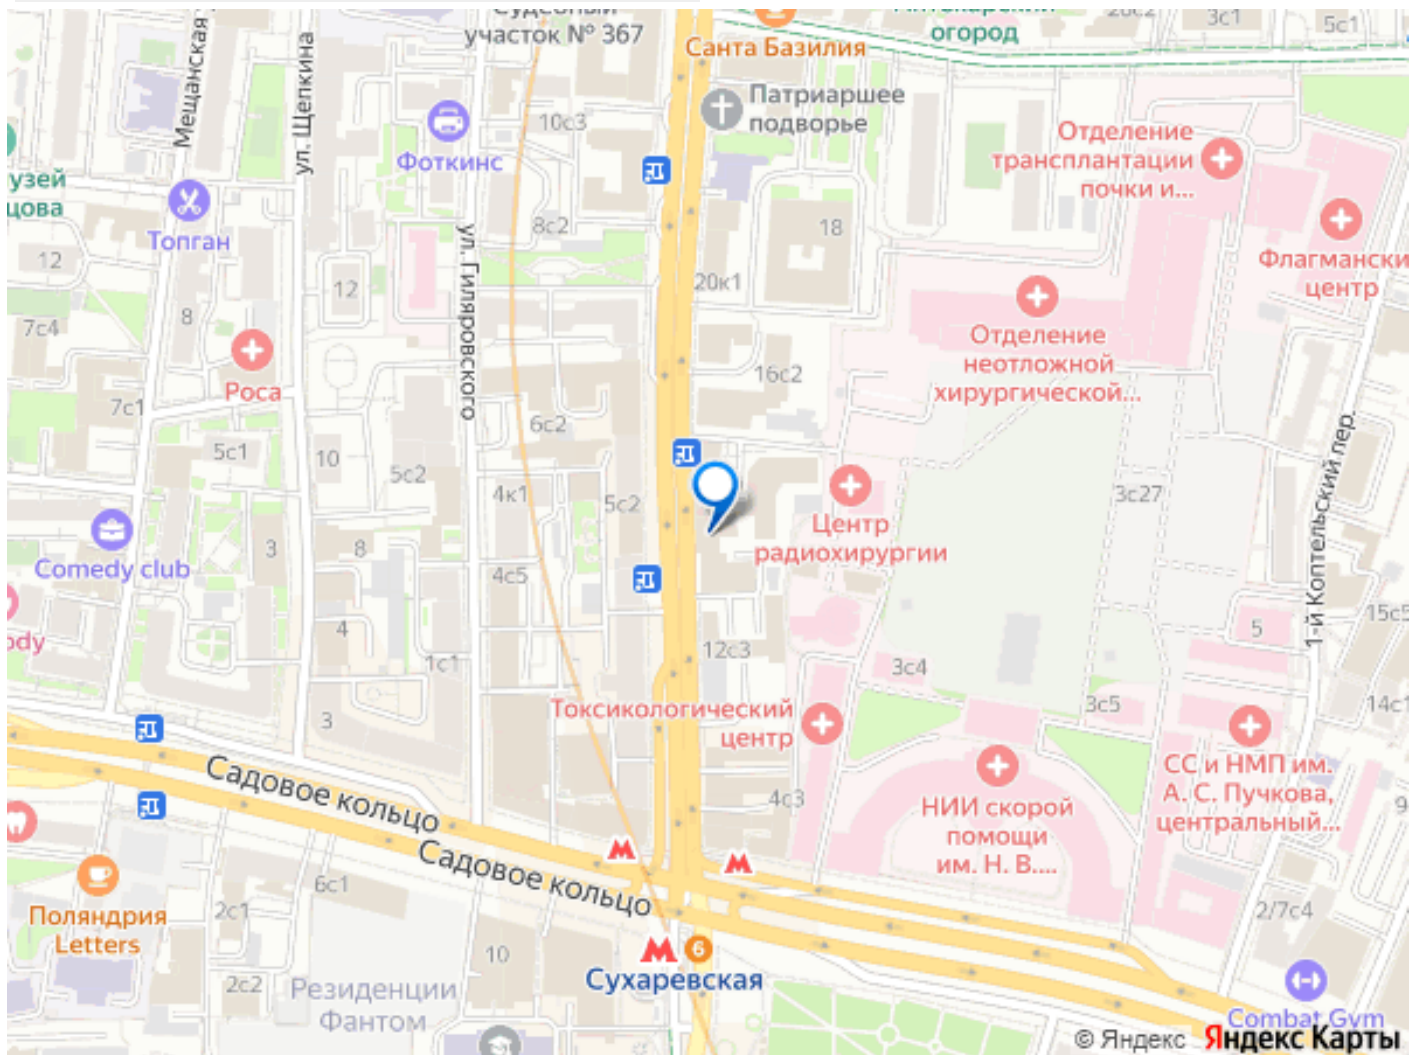 участок № 367
огород
3с1
5с1
Санта Базилия
Мещанская
ул. Щепкина
Патриаршее
подворье
10с3
Фоткинс
Отделение
трансплантации
почки и...
Топган
12
8с2
18
ул. Гиляровского
Флагмански
центр
12
20к1
7с4
8
Отделение
неотложной
хирургической...
Роса
16с2
7с1
6с2
5с1
10
5с2
4к1
5с2
3с27
1-й Коптельский пер.
Центр
радиохирургии
Comedy club
3
8
4с5
15с5
5
4
12с3
1с1
3с4
3с5
14с1
Токсикологический
центр
3
СС и НМП им.
А. С. Пучкова,
центральный...
Садовое кольцо
4с3
НИИ скорой
помощи
им. Н. В....
9
Садовое кольцо
6с1
2с1
2/7с4
Поляндрия
Letters
10
6
Сухаревская
2с2
Резиденции
Фантом
Combat Gym
© Яндекс Яндекс Карты